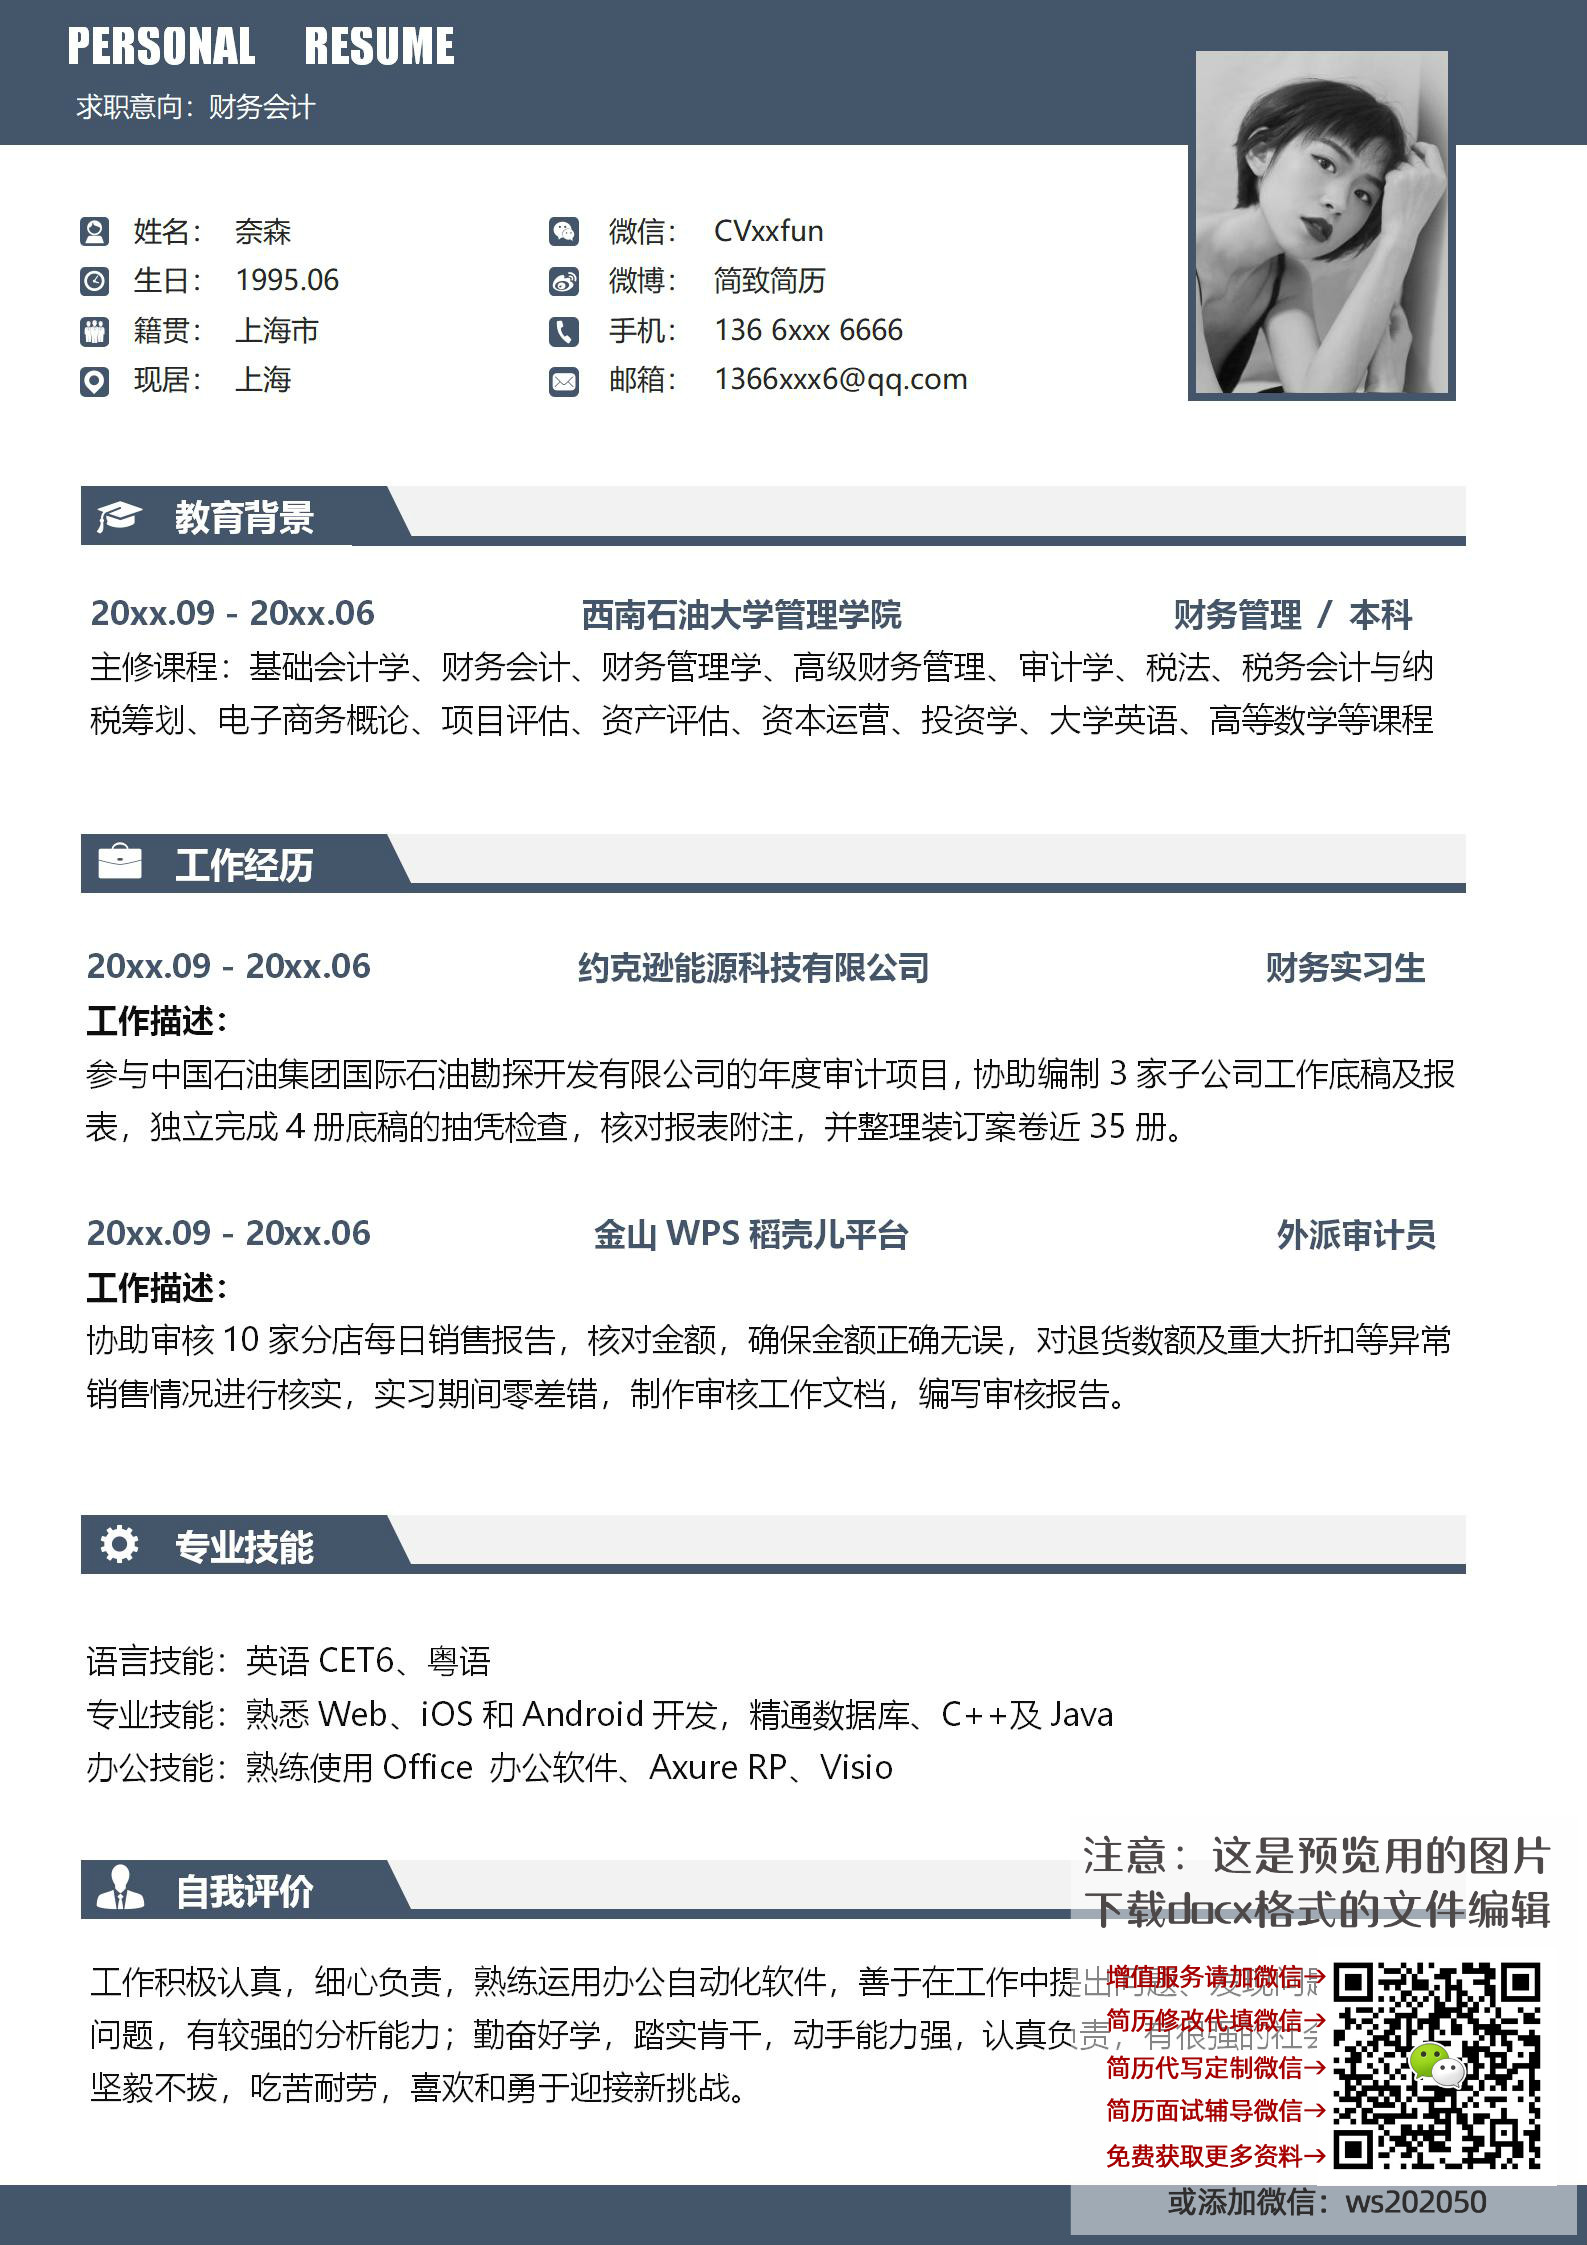 PERSONAL RESUME
求职意向：财务会计
姓名： 奈森
微信： CVxxfun
生日： 1995.06
微博： 简致简历
籍贯： 上海市
手机： 136 6xxx 6666
现居： 上海
邮箱： 1366xxx6@qq.com
教育背景
20xx.09 - 20xx.06 西南石油大学管理学院 财务管理 / 本科
主修课程：基础会计学、财务会计、财务管理学、高级财务管理、审计学、税法、税务会计与纳
税筹划、电子商务概论、项目评估、资产评估、资本运营、投资学、大学英语、高等数学等课程
工作经历
20xx.09 - 20xx.06 约克逊能源科技有限公司 财务实习生
工作描述：
参与中国石油集团国际石油勘探开发有限公司的年度审计项目，协助编制 3 家子公司工作底稿及报
表，独立完成 4 册底稿的抽凭检查，核对报表附注，并整理装订案卷近 35 册。
20xx.09 - 20xx.06 金山 WPS 稻壳儿平台 外派审计员
工作描述：
协助审核 10 家分店每日销售报告，核对金额，确保金额正确无误，对退货数额及重大折扣等异常
销售情况进行核实，实习期间零差错，制作审核工作文档，编写审核报告。
专业技能
语言技能：英语 CET6、粤语
专业技能：熟悉 Web、iOS 和 Android 开发，精通数据库、C++及 Java
办公技能：熟练使用 Office 办公软件、Axure RP、Visio
自我评价
工作积极认真，细心负责，熟练运用办公自动化软件，善于在工作中提出问题、发现问题
问题，有较强的分析能力；勤奋好学，踏实肯干，动手能力强，认真负责，有很强的社
坚毅不拔，吃苦耐劳，喜欢和勇于迎接新挑战。
注意：这是预览用的图片
下载docx格式的文件编辑
增值服务请加微信→
简历修改代填微信→
简历代写定制微信→
简历面试辅导微信→
免费获取更多资料→
或添加微信：ws202050